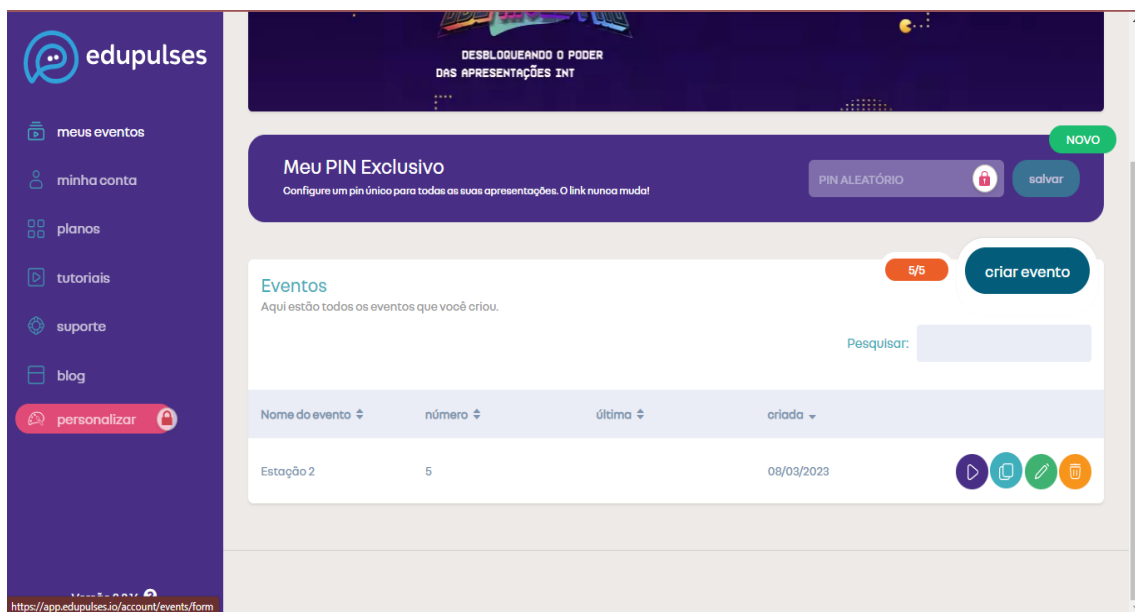 edupulses
DESBLOQUEANDO O PODER
DAS APRESENTAÇÕES INT
meus eventos
minha conta
planos
tutoriais
suporte
blog
personalizar
NOVO
Meu PIN Exclusivo
Configure um pin único para todas as suas apresentações. O link nunca muda!
PIN ALEATÓRIO
salvar
5/5
criar evento
Eventos
Aqui estão todos os eventos que você criou.
Pesquisar:
Nome do evento número última criada
Estação 2 5 08/03/2023
https://app.edupulses.io/account/events/form